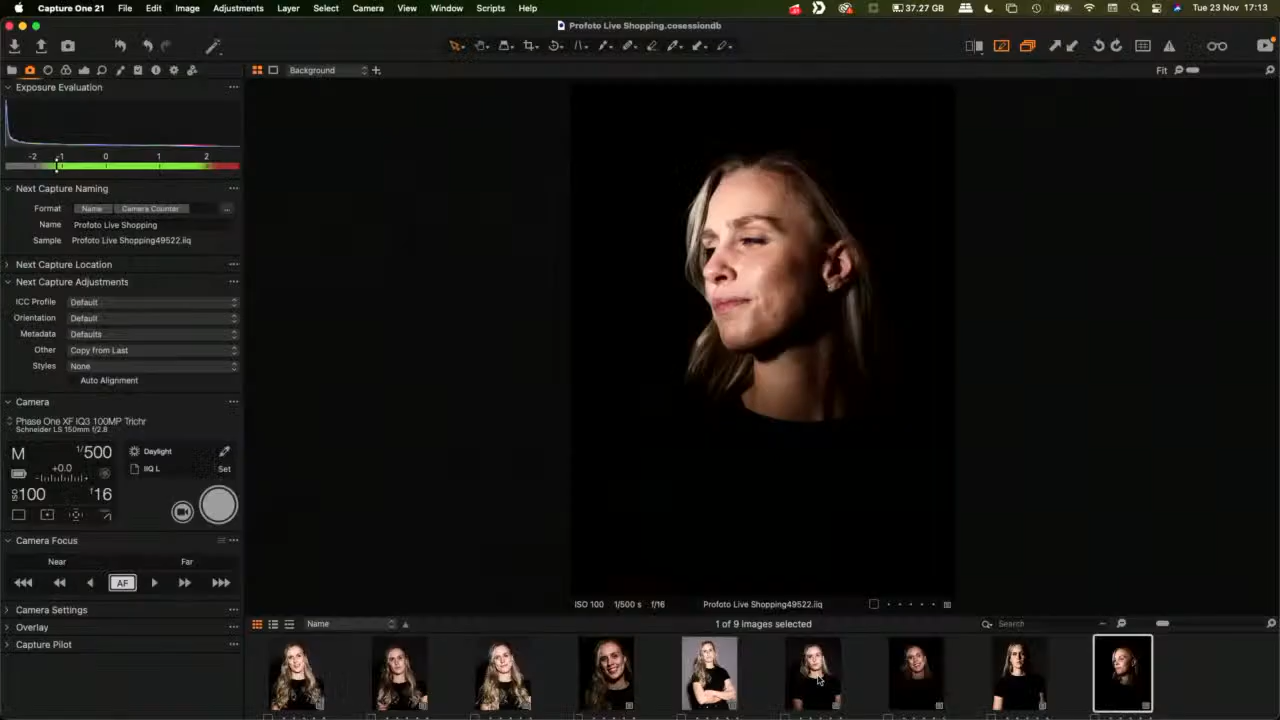 Capture One 21 File Edit Image Adjustments Layer Select Camera View Window Scripts Help 37.27 GB Tue 23 Nov 17:13
Profoto Live Shopping.cosessiondb
Background
Fit
Exposure Evaluation
-2 -1 0 1 2
Next Capture Naming
Format Name Camera Counter ...
Name Profoto Live Shopping
Sample Profoto Live Shopping49522.iiq
Next Capture Location
Next Capture Adjustments
ICC Profile Default
Orientation Default
Metadata Defaults
Other Copy from Last
Styles None
Auto Alignment
Camera
Phase One XF IQ3 100MP Trichr
Schneider LS 150mm f/2.8
M 1/500 Daylight
+0.0 IIQ L Set
ISO 100 f16
Camera Focus
Near Far
AF
Camera Settings
Overlay
Capture Pilot
ISO 100 1/500 s f/16 Profoto Live Shopping49522.iiq
Name 1 of 9 images selected Search